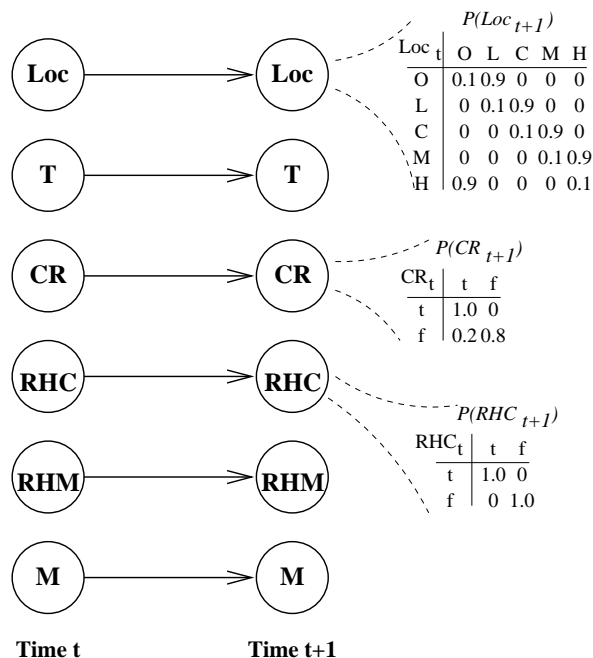 P(Loc t+1)
Loc t O L C M H
O 0.1 0.9 0 0 0
L 0 0.1 0.9 0 0
C 0 0 0.1 0.9 0
M 0 0 0 0.1 0.9
H 0.9 0 0 0 0.1
Loc Loc
T T
P(CR t+1)
CR t t f
t 1.0 0
f 0.2 0.8
CR CR
RHC RHC
P(RHC t+1)
RHC t t f
t 1.0 0
f 0 1.0
RHM RHM
M M
Time t Time t+1